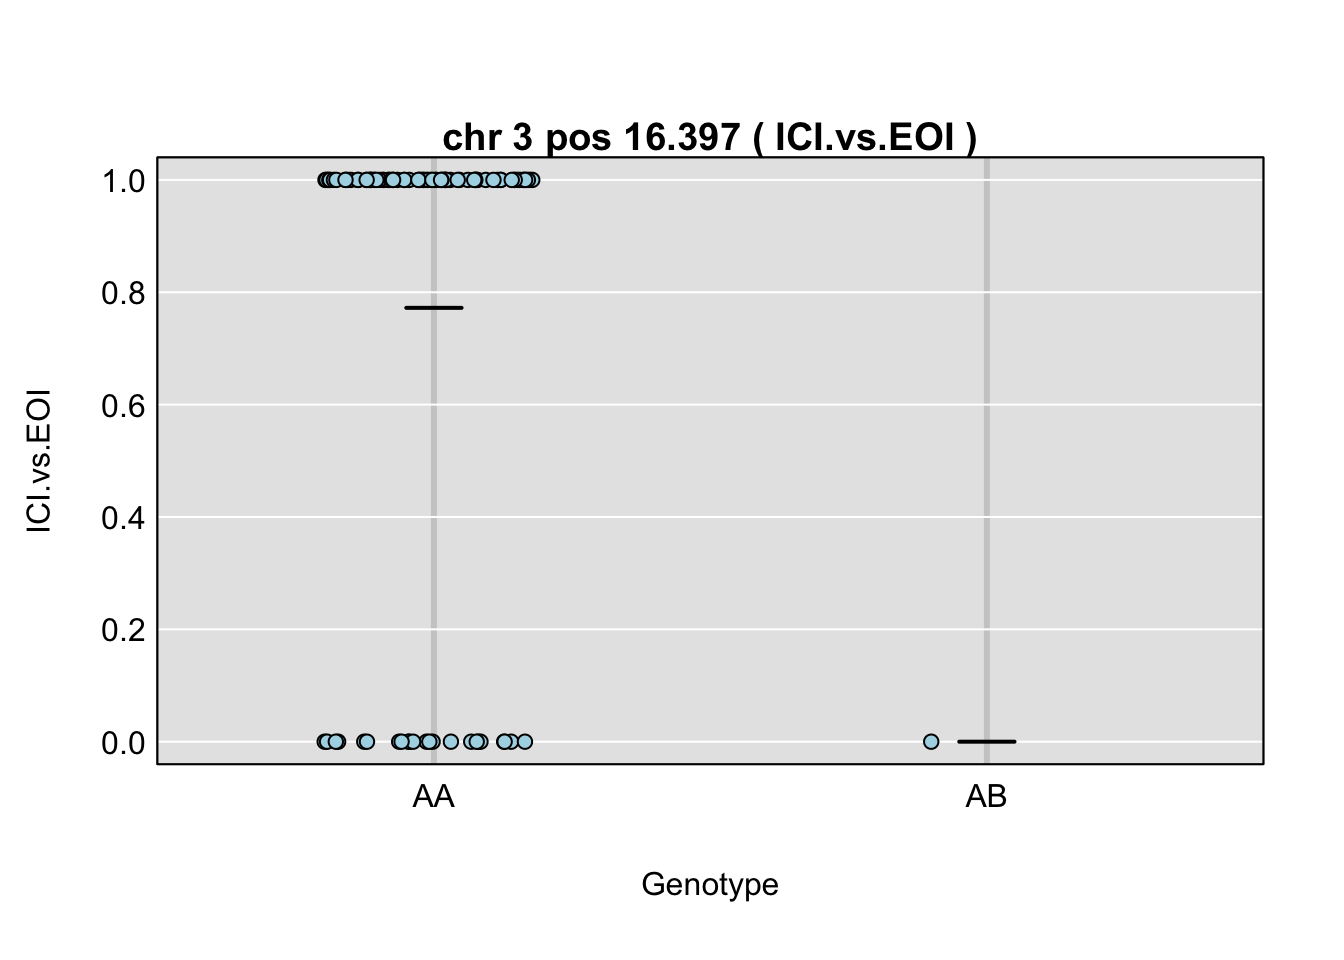 chr 3 pos 16.397 ( ICI.vs.EOI )
1.0
0.8
0.6
0.4
0.2
0.0
ICI.vs.EOI
AA
AB
Genotype